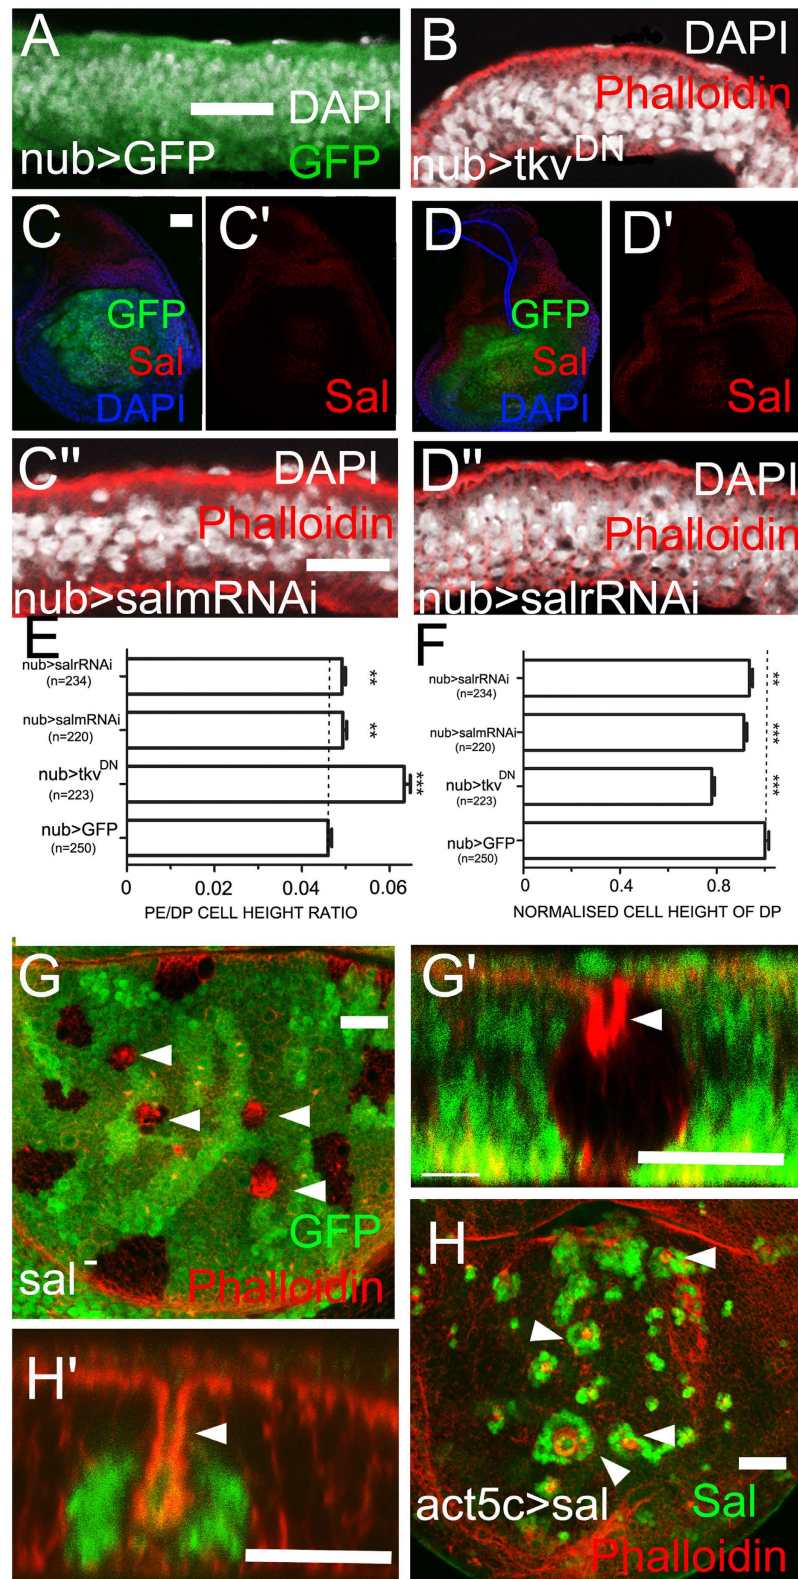 A
DAPI
nub>GFP
GFP
B
DAPI
Phalloidin
nub>tkv^DN
C
GFP
Sal
DAPI
C'
Sal
D
GFP
Sal
DAPI
D'
Sal
C''
DAPI
Phalloidin
nub>salmRNAi
D''
DAPI
Phalloidin
nub>salrRNAi
E
nub>salrRNAi
(n=234)
**
nub>salmRNAi
(n=220)
**
nub>tkv^DN
(n=223)
***
nub>GFP
(n=250)
0
0.02
0.04
0.06
PE/DP CELL HEIGHT RATIO
F
nub>salrRNAi
(n=234)
**
nub>salmRNAi
(n=220)
***
nub>tkv^DN
(n=223)
***
nub>GFP
(n=250)
0
0.4
0.8
NORMALISED CELL HEIGHT OF DP
G
GFP
sal-
Phalloidin
G'
H'
H
act5c>sal
Sal
Phalloidin